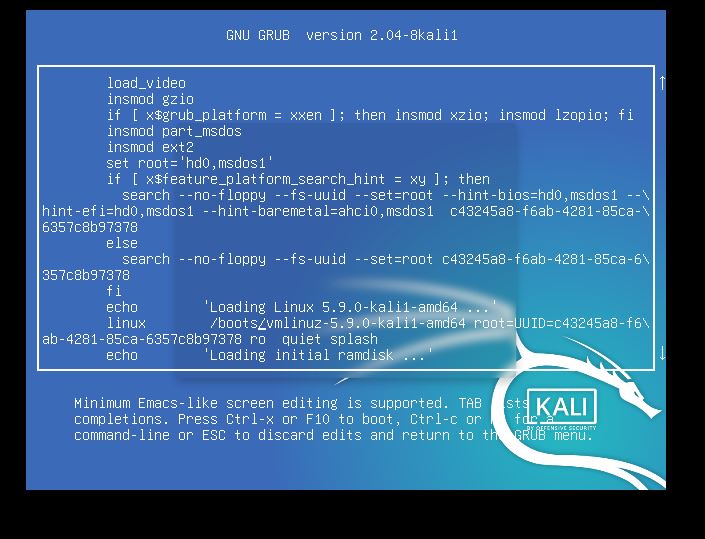 GNU GRUB  version 2.04-8kali1
load_video
insmod gzio
if [ x$grub_platform = xxen ]; then insmod xzio; insmod lzopio; fi
insmod part_msdos
insmod ext2
set root='hd0,msdos1'
if [ x$feature_platform_search_hint = xy ]; then
search --no-floppy --fs-uuid --set=root --hint-bios=hd0,msdos1 --\
hint-efi=hd0,msdos1 --hint-baremetal=ahci0,msdos1  c43245a8-f6ab-4281-85ca-\
6357c8b97378
else
search --no-floppy --fs-uuid --set=root c43245a8-f6ab-4281-85ca-6\
357c8b97378
fi
echo        'Loading Linux 5.9.0-kali1-amd64 ...'
linux        /boots/vmlinuz-5.9.0-kali1-amd64 root=UUID=c43245a8-f6\
ab-4281-85ca-6357c8b97378 ro  quiet splash
echo        'Loading initial ramdisk ...'
Minimum Emacs-like screen editing is supported. TAB lists
completions. Press Ctrl-x or F10 to boot, Ctrl-c or for a
command-line or ESC to discard edits and return to the GRUB menu.
KALI
BY OFFENSIVE SECURITY